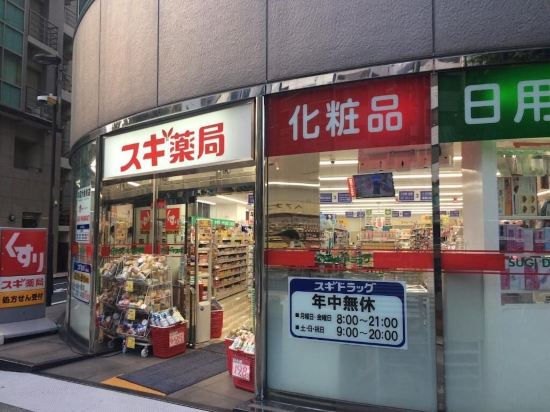 スギ薬局
化粧品
日用
くすり
スギ薬局
処方せん受付
スギドラッグ
年中無休
■月曜日-金曜日 8:00〜21:00
■土・日・祝日 9:00〜20:00
SUGI D